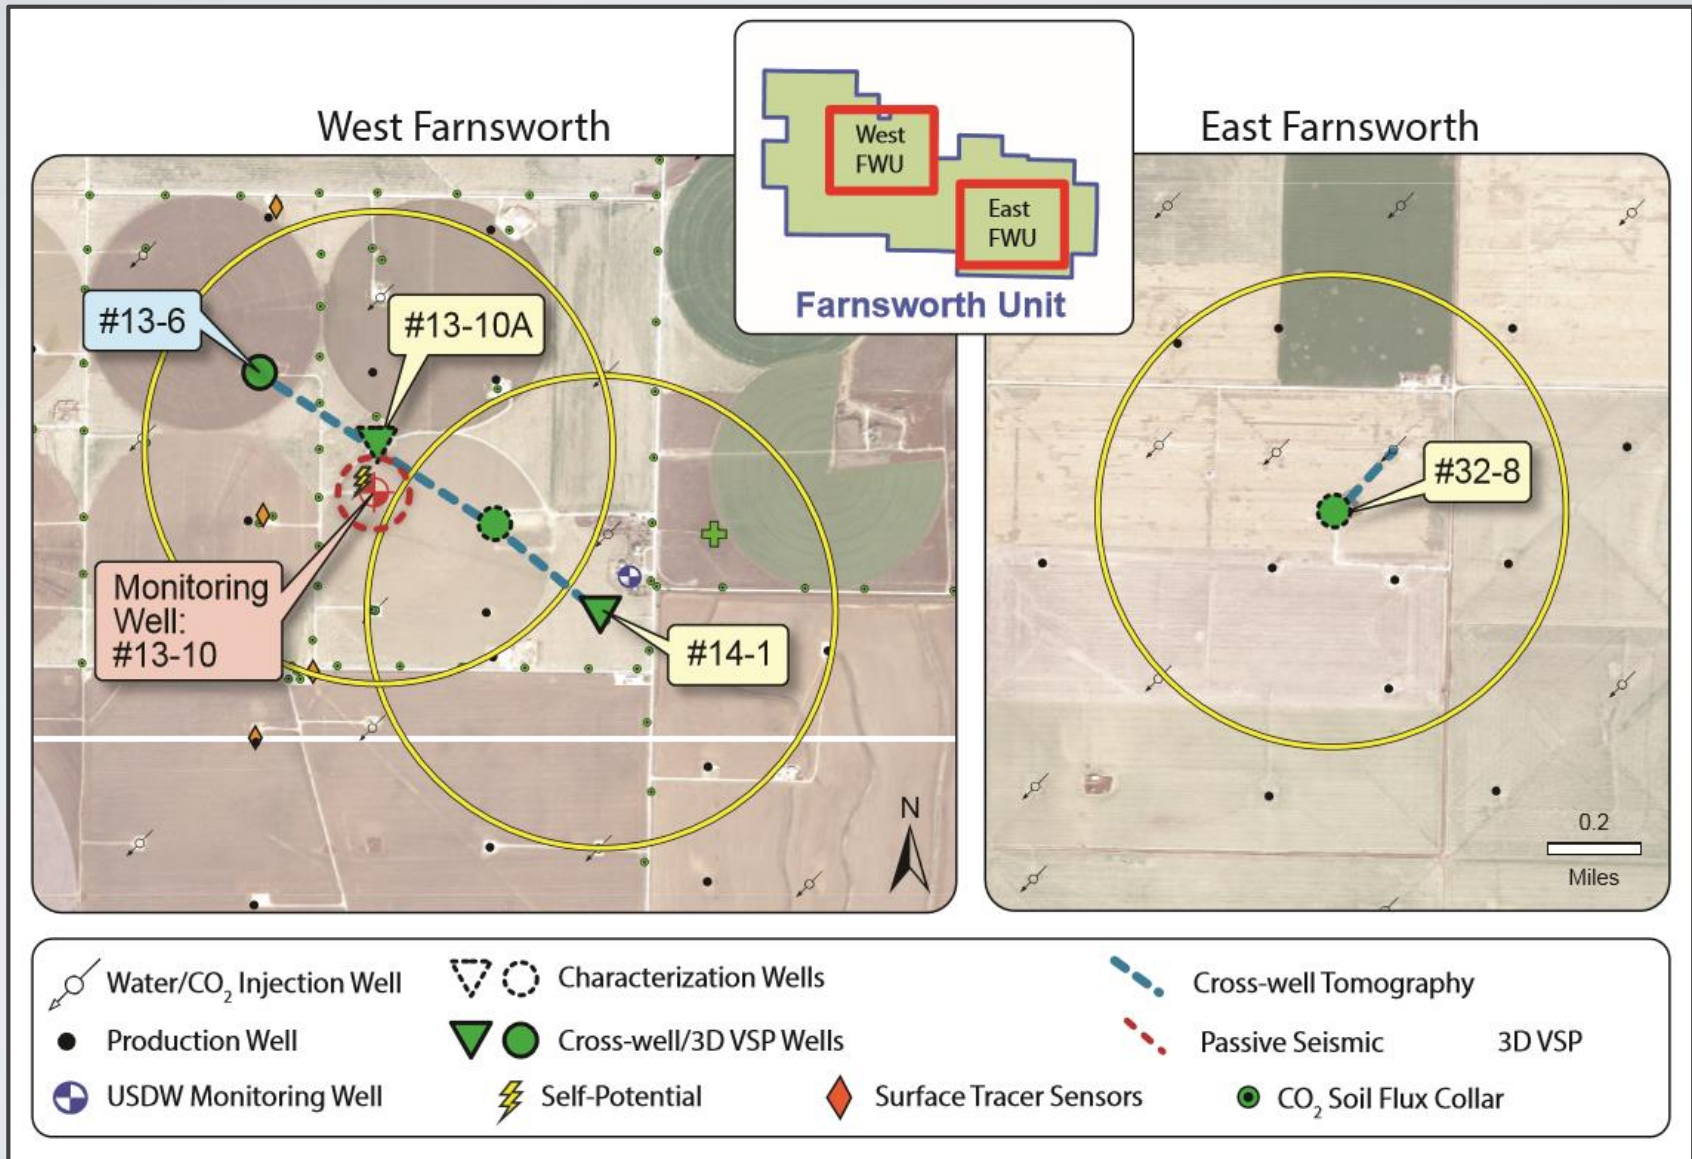 West Farnsworth
East Farnsworth
West
FWU
East
FWU
Farnsworth Unit
#13-6
#13-10A
Monitoring
Well:
#13-10
#14-1
N
#32-8
0.2
Miles
Water/CO₂ Injection Well
Characterization Wells
Cross-well Tomography
Production Well
Cross-well/3D VSP Wells
Passive Seismic
3D VSP
USDW Monitoring Well
Self-Potential
Surface Tracer Sensors
CO₂ Soil Flux Collar